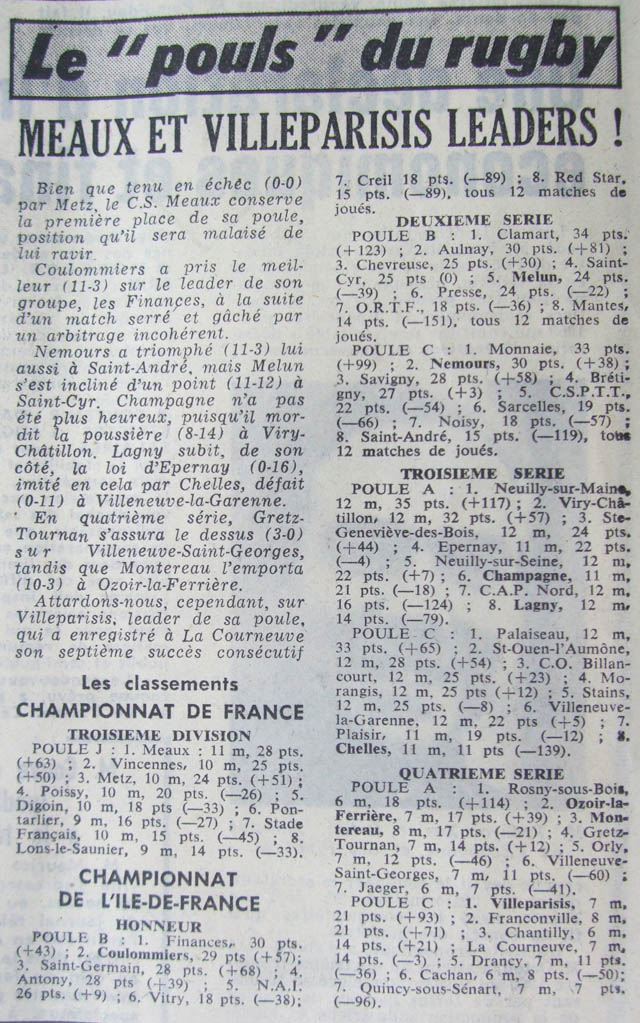 Le "pouls" du rugby
MEAUX ET VILLEPARISIS LEADERS !
Bien que tenu en échec (0-0)
par Metz, le C.S. Meaux conserve
la première place de sa poule,
position qu'il sera malaisé de
lui ravir.
Coulommiers a pris le meil-
leur (11-3) sur le leader de son
groupe, les Finances, à la suite
d'un match serré et gâché par
un arbitrage incohérent.
Nemours a triomphé (11-3) lui
aussi à Saint-André, mais Melun
s'est incliné d'un point (11-12) à
Saint-Cyr. Champagne n'a pas
été plus heureux, puisqu'il mor-
dit la poussière (8-14) à Viry-
Châtillon. Lagny subit, de son
côté, la loi d'Epernay (0-16),
imité en cela par Chelles, défait
(0-11) à Villeneuve-la-Garenne.
En quatrième série, Gretz-
Tournan s'assura le dessus (3-0)
sur Villeneuve-Saint-Georges,
tandis que Montereau l'emporta
(10-3) à Ozoir-la-Ferrière.
Attardons-nous, cependant, sur
Villeparisis, leader de sa poule,
qui a enregistré à La Courneuve
son septième succès consécutif
Les classements
CHAMPIONNAT DE FRANCE
TROISIEME DIVISION
POULE J : 1. Meaux : 11 m, 28 pts.
(+63) ; 2. Vincennes, 10 m, 25 pts.
(+50) ; 3. Metz, 10 m, 24 pts. (+51) ;
4. Poissy, 10 m, 20 pts. (—26) ; 5.
Digoin, 10 m, 18 pts (—33) ; 6. Pon-
tarlier, 9 m, 16 pts. (—27) ; 7. Stade
Français, 10 m, 15 pts. (—45) ; 8.
Lons-le-Saunier, 9 m, 14 pts. (—33).
CHAMPIONNAT
DE L'ILE-DE-FRANCE
HONNEUR
POULE B : 1. Finances, 30 pts.
(+43) ; 2. Coulommiers, 29 pts (+57);
3. Saint-Germain, 28 pts. (+68) ; 4.
Antony, 28 pts (+39) ; 5. N.A.I.
26 pts. (+9) ; 6. Vitry, 18 pts. (—38);
7. Creil 18 pts. (—89) ; 8. Red Star,
15 pts. (—89), tous 12 matches de
joués.
DEUXIEME SERIE
POULE B : 1. Clamart, 34 pts.
(+123) ; 2. Aulnay, 30 pts. (+81) ;
3. Chevreuse, 25 pts. (+30) ; 4. Saint-
Cyr, 25 pts (0) ; 5. Melun, 24 pts.
(—39) ; 6. Presse, 24 pts. (—22) ;
7. O.R.T.F., 18 pts. (—36) ; 8. Mantes,
14 pts. (—151), tous 12 matches de
joués.
POULE C : 1. Monnaie, 33 pts.
(+99) ; 2. Nemours, 30 pts. (+38) ;
3. Savigny, 28 pts. (+58) ; 4. Bréti-
gny, 27 pts. (+3) ; 5. C.S.P.T.T.,
22 pts. (—54) ; 6. Sarcelles, 19 pts.
(—66) ; 7. Noisy, 18 pts. (—57) ;
8. Saint-André, 15 pts. (—119), tous
12 matches de joués.
TROISIEME SERIE
POULE A : 1. Neuilly-sur-Marne,
12 m, 35 pts. (+117) ; 2. Viry-Châ-
tillon, 12 m, 32 pts. (+57) ; 3. Ste-
Geneviève-des-Bois, 12 m, 24 pts.
(+44) ; 4. Epernay, 11 m, 22 pts.
(—4) ; 5. Neuilly-sur-Seine, 12 m,
22 pts. (+7) ; 6. Champagne, 11 m,
21 pts. (—18) ; 7. C.A.P. Nord, 12 m,
16 pts. (—124) ; 8. Lagny, 12 m,
14 pts. (—79).
POULE C : 1. Palaiseau, 12 m,
33 pts. (+65) ; 2. St-Ouen-l'Aumône,
12 m, 28 pts. (+54) ; 3. C.O. Billan-
court, 12 m, 25 pts. (+23) ; 4. Mo-
rangis, 12 m, 25 pts (+12) ; 5. Stains,
12 m, 25 pts. (—8) ; 6. Villeneuve-
la-Garenne, 12 m, 22 pts (+5) ; 7.
Plaisir, 11 m, 19 pts. (—12) ; 8.
Chelles, 11 m, 11 pts (—139).
QUATRIEME SERIE
POULE A : 1. Rosny-sous-Bois,
6 m, 18 pts. (+114) ; 2. Ozoir-la-
Ferrière, 7 m, 17 pts. (+39) ; 3. Mon-
tereau, 8 m, 17 pts. (—21) ; 4. Gretz-
Tournan, 7 m, 14 pts. (+12) ; 5. Orly,
7 m, 12 pts. (—46) ; 6. Villeneuve-
Saint-Georges, 7 m, 11 pts. (—60) ;
7. Jaeger, 6 m, 7 pts. (—41).
POULE C : 1. Villeparisis, 7 m,
21 pts. (+93) ; 2. Franconville, 8 m,
21 pts. (+71) ; 3. Chantilly, 6 m,
14 pts. (+21) ; La Courneuve, 7 m,
14 pts. (—3) ; 5. Drancy, 7 m, 11 pts.
(—36) ; 6. Cachan, 6 m, 8 pts. (—50);
7. Quincy-sous-Sénart, 7 m, 7 pts.
(—96).